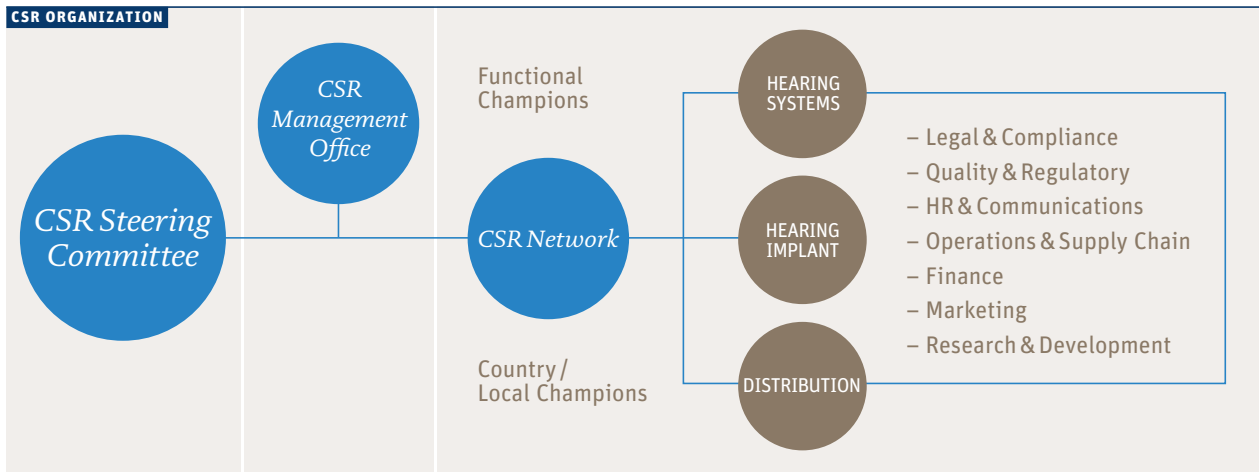 CSR ORGANIZATION
CSR Steering
Committee
CSR
Management
Office
Functional
Champions
CSR Network
Country /
Local Champions
HEARING
SYSTEMS
HEARING
IMPLANT
DISTRIBUTION
– Legal & Compliance
– Quality & Regulatory
– HR & Communications
– Operations & Supply Chain
– Finance
– Marketing
– Research & Development